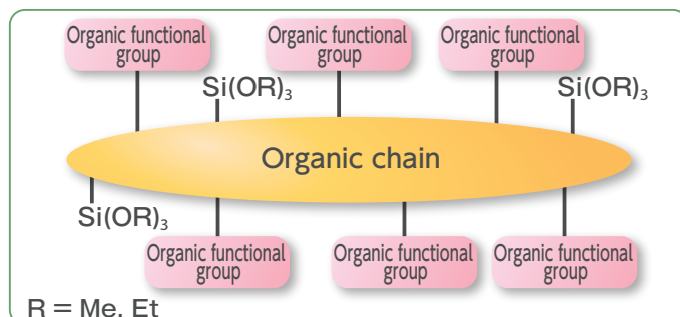 Organic functional
group
Organic functional
group
Organic functional
group
Si(OR)₃
Si(OR)₃
Organic chain
Si(OR)₃
Organic functional
group
Organic functional
group
Organic functional
group
R = Me, Et